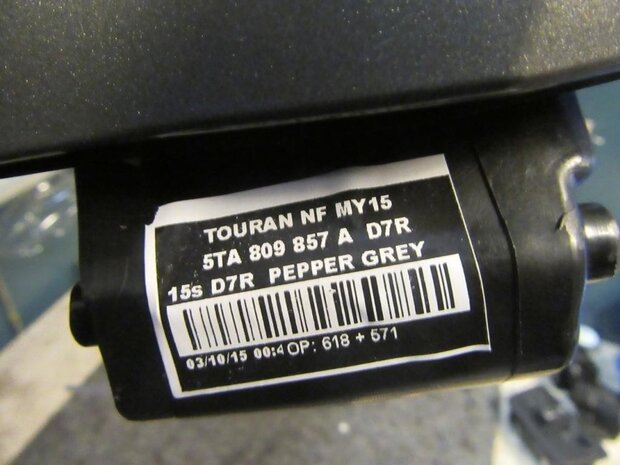 TOURAN NF MY15
5TA 809 857 A D7R
15s D7R PEPPER GREY
03/10/15 00:4 OP: 618 + 571